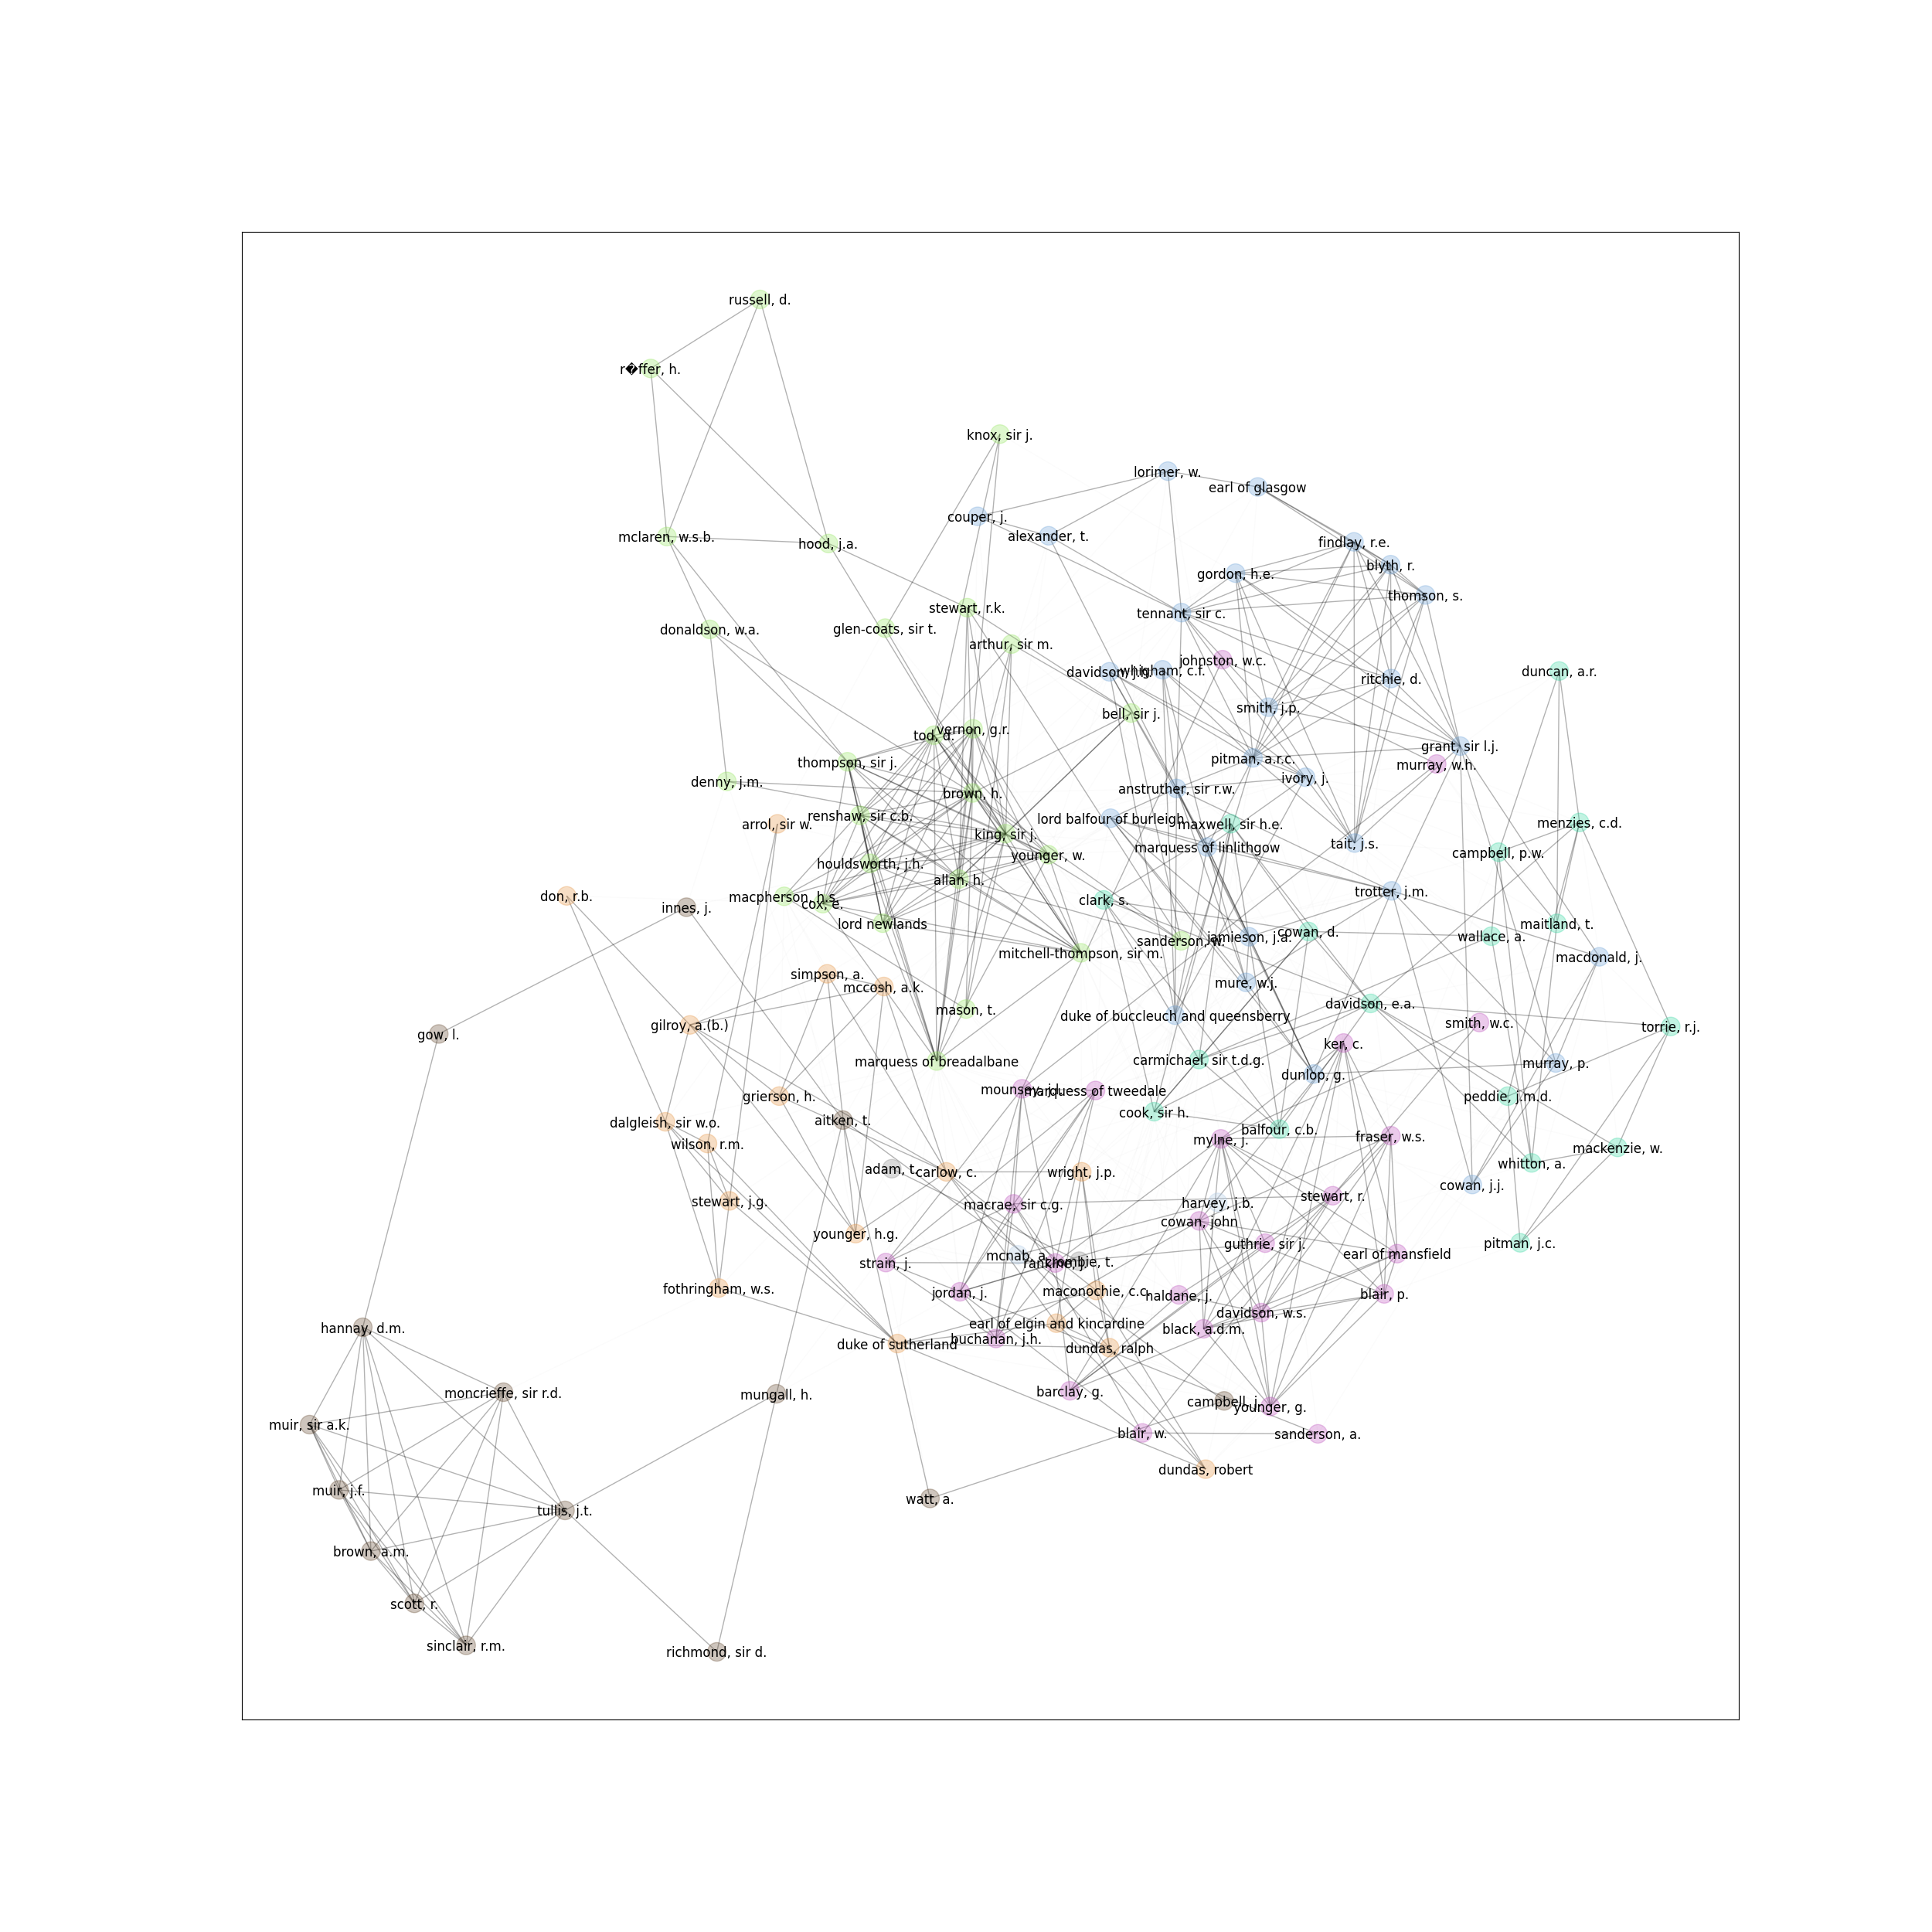 russell, d.
r�ffer, h.
knox, sir j.
lorimer, w.
earl of glasgow
couper, j.
alexander, t.
mclaren, w.s.b.
hood, j.a.
findlay, r.e.
blyth, r.
gordon, h.e.
thomson, s.
stewart, r.k.
tennant, sir c.
donaldson, w.a.
glen-coats, sir t.
arthur, sir m.
johnston, w.c.
davidson, j.h.
whigham, c.f.
duncan, a.r.
ritchie, d.
smith, j.p.
bell, sir j.
vernon, g.r.
tod, d.
grant, sir l.j.
thompson, sir j.
pitman, a.r.c.
murray, w.h.
ivory, j.
denny, j.m.
anstruther, sir r.w.
brown, h.
renshaw, sir c.b.
lord balfour of burleigh
arrol, sir w.
maxwell, sir h.e.
menzies, c.d.
king, sir j.
tait, j.s.
marquess of linlithgow
campbell, p.w.
younger, w.
houldsworth, j.h.
allan, h.
trotter, j.m.
don, r.b.
macpherson, h.s.
clark, s.
cox, e.
innes, j.
lord newlands
maitland, t.
cowan, d.
wallace, a.
jamieson, j.a.
sanderson, w.
mitchell-thompson, sir m.
macdonald, j.
simpson, a.
mure, w.j.
mccosh, a.k.
davidson, e.a.
mason, t.
duke of buccleuch and queensberry
smith, w.c.
gilroy, a.(b.)
torrie, r.j.
gow, l.
ker, c.
carmichael, sir t.d.g.
marquess of breadalbane
murray, p.
dunlop, g.
mounsey, j.l.
marquess of tweedale
grierson, h.
peddie, j.m.d.
cook, sir h.
aitken, t.
dalgleish, sir w.o.
balfour, c.b.
fraser, w.s.
mylne, j.
wilson, r.m.
mackenzie, w.
whitton, a.
adam, t.
carlow, c.
wright, j.p.
cowan, j.j.
stewart, r.
stewart, j.g.
harvey, j.b.
macrae, sir c.g.
cowan, john
younger, h.g.
guthrie, sir j.
pitman, j.c.
earl of mansfield
mcnab, a.
strain, j.
rankine, j.
crombie, t.
fothringham, w.s.
maconochie, c.c.
jordan, j.
haldane, j.
blair, p.
davidson, w.s.
earl of elgin and kincardine
hannay, d.m.
black, a.d.m.
buchanan, j.h.
duke of sutherland
dundas, ralph
barclay, g.
moncrieffe, sir r.d.
mungall, h.
campbell, j.
younger, g.
muir, sir a.k.
blair, w.
sanderson, a.
dundas, robert
muir, j.f.
watt, a.
tullis, j.t.
brown, a.m.
scott, r.
sinclair, r.m.
richmond, sir d.